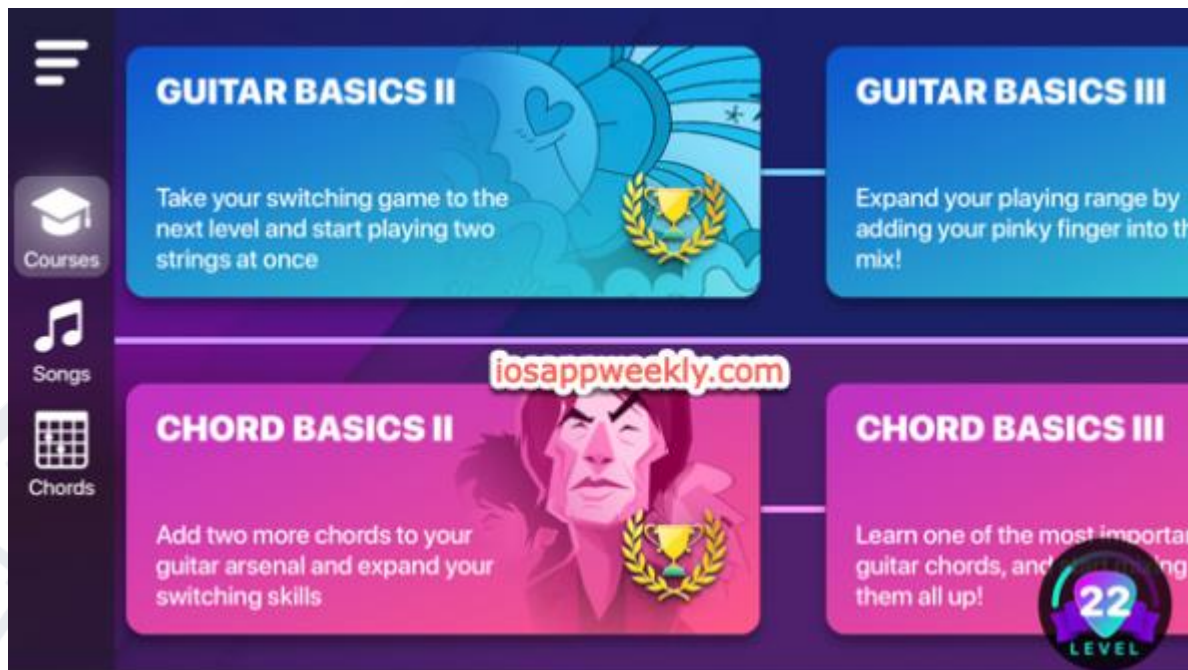 GUITAR BASICS II
Take your switching game to the
next level and start playing two
strings at once
GUITAR BASICS III
Expand your playing range by
adding your pinky finger into
mix!
Courses
Songs
Chords
iosappweekly.com
CHORD BASICS II
Add two more chords to your
guitar arsenal and expand your
switching skills
CHORD BASICS III
Learn one of the most
guitar chords, and
them all up!
22
LEVEL